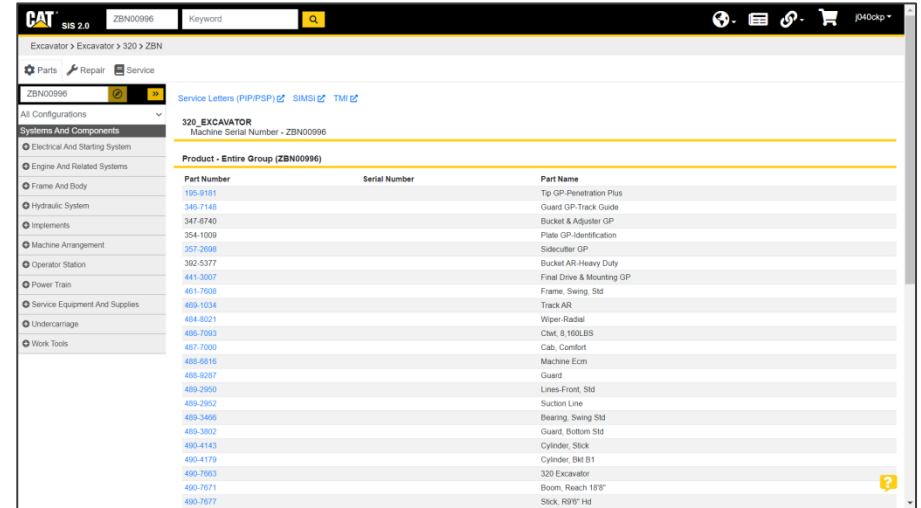 CAT SIS 2.0 ZBN00996 Keyword j040ckp
Excavator > Excavator > 320 > ZBN
Parts Repair Service
ZBN00996 »
Service Letters (PIP/PSP) SIMSi TMI
All Configurations
320_EXCAVATOR
Machine Serial Number - ZBN00996
Systems And Components
Electrical And Starting System
Engine And Related Systems
Frame And Body
Hydraulic System
Implements
Machine Arrangement
Operator Station
Power Train
Service Equipment And Supplies
Undercarriage
Work Tools
Product - Entire Group (ZBN00996)
Part Number Serial Number Part Name
195-9181 Tip GP-Penetration Plus
346-7148 Guard GP-Track Guide
347-6740 Bucket & Adjuster GP
354-1009 Plate GP-Identification
357-2698 Sidecutter GP
392-5377 Bucket AR-Heavy Duty
441-3007 Final Drive & Mounting GP
461-7608 Frame, Swing, Std
469-1034 Track AR
484-8021 Wiper-Radial
486-7093 Ctwt, 8,160LBS
487-7000 Cab, Comfort
488-6816 Machine Ecm
488-9287 Guard
489-2950 Lines-Front, Std
489-2952 Suction Line
489-3466 Bearing, Swing Std
489-3802 Guard, Bottom Std
490-4143 Cylinder, Stick
490-4179 Cylinder, Bkt B1
490-7663 320 Excavator
490-7671 Boom, Reach 18'8"
490-7677 Stick, R9'6" Hd
?